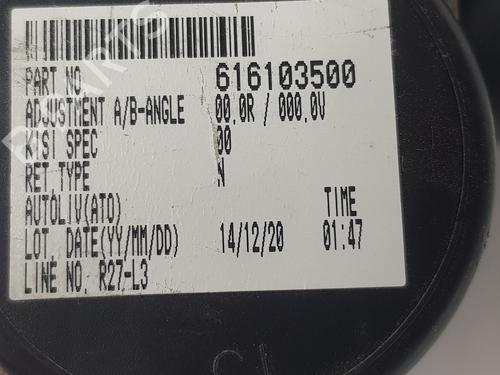 PART NO. 616103500
ADJUSTMENT A/B-ANGLE 00.0R / 000.0V
TEST SPEC 00
RET.TYPE N
AUTOLIV(ATO) TIME
LOT. DATE(YY/MM/DD) 14/12/20 01:47
LINE NO. R27-L3